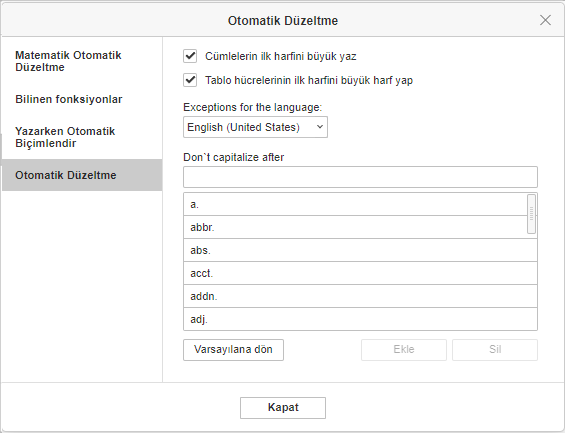 Otomatik Düzeltme
Matematik Otomatik
Düzeltme
Bilinen fonksiyonlar
Yazarken Otomatik
Biçimlendir
Otomatik Düzeltme
Cümlelerin ilk harfini büyük yaz
Tablo hücrelerinin ilk harfini büyük harf yap
Exceptions for the language:
English (United States)
Don`t capitalize after
a.
abbr.
abs.
acct.
addn.
adj.
Varsayılana dön
Ekle
Sil
Kapat